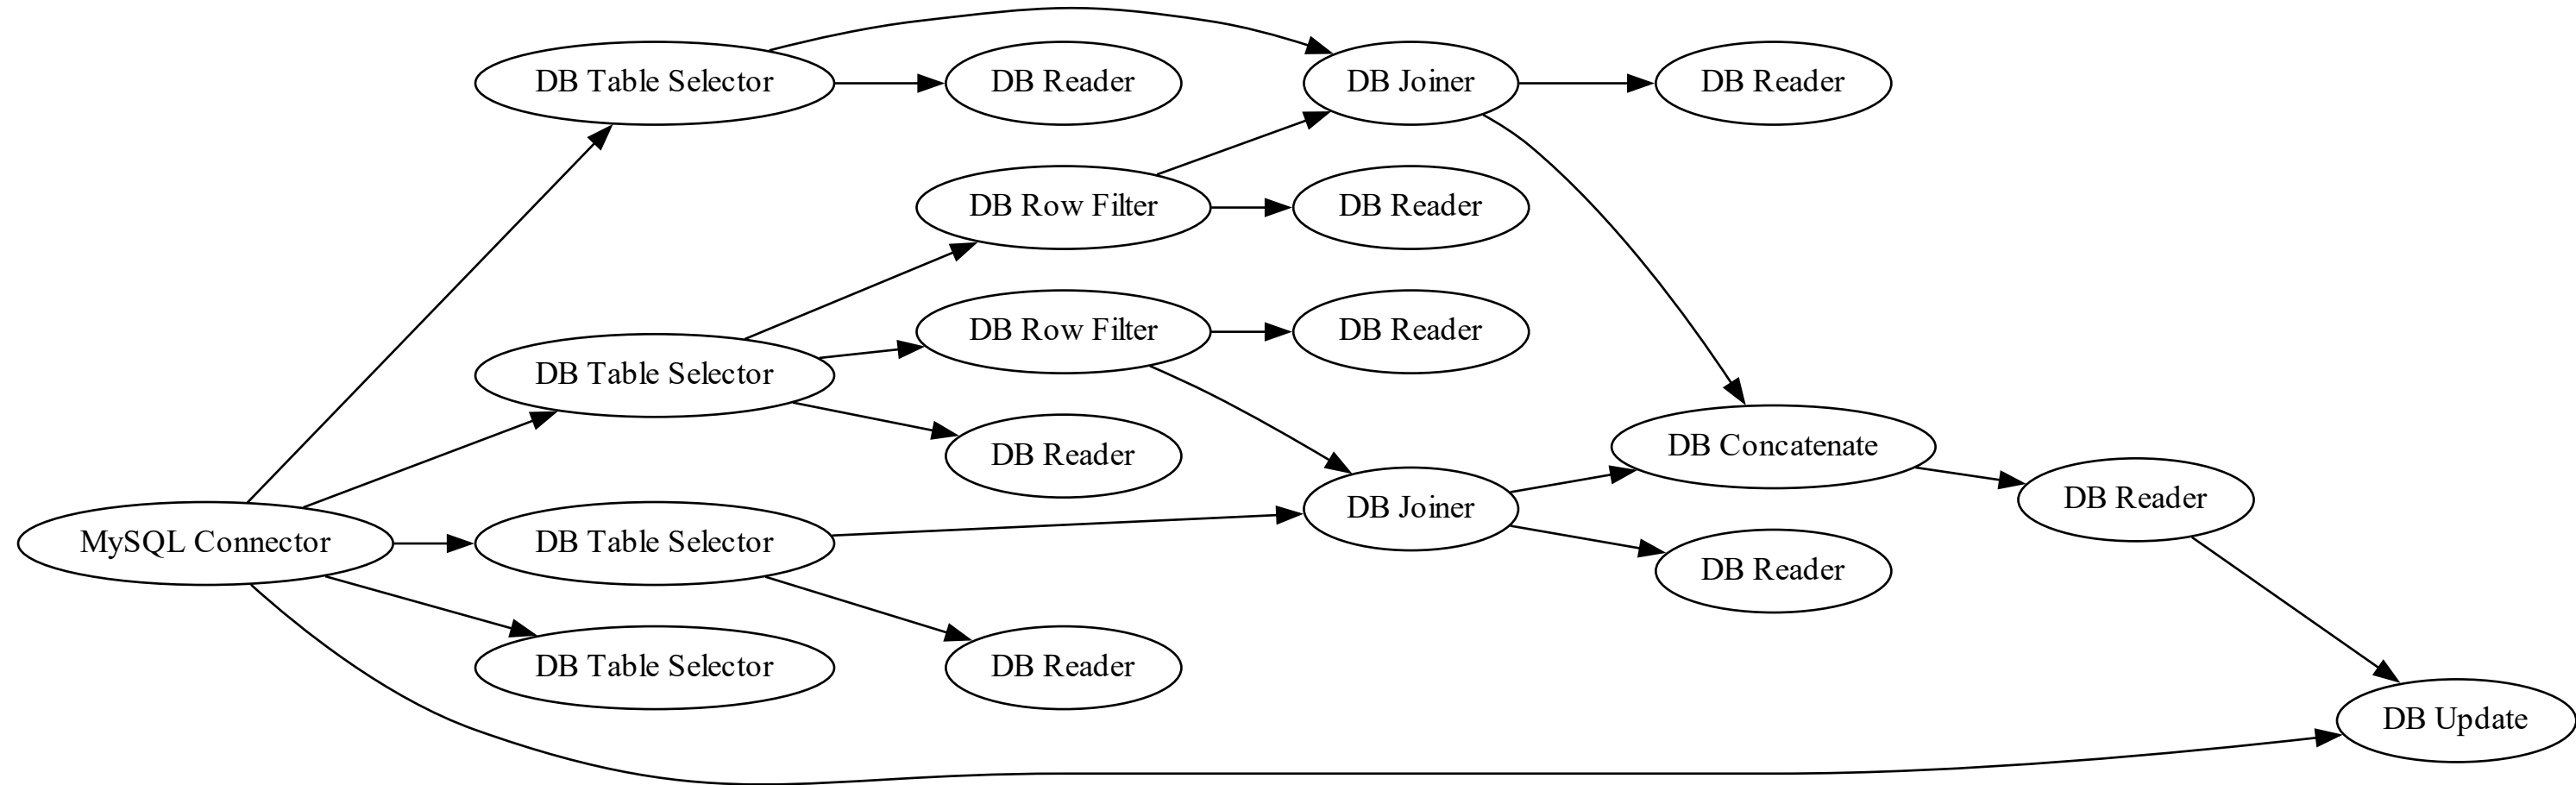 DB Table Selector
DB Reader
DB Joiner
DB Reader
DB Row Filter
DB Reader
DB Row Filter
DB Reader
DB Table Selector
DB Reader
DB Concatenate
DB Reader
DB Joiner
MySQL Connector
DB Table Selector
DB Reader
DB Table Selector
DB Reader
DB Update